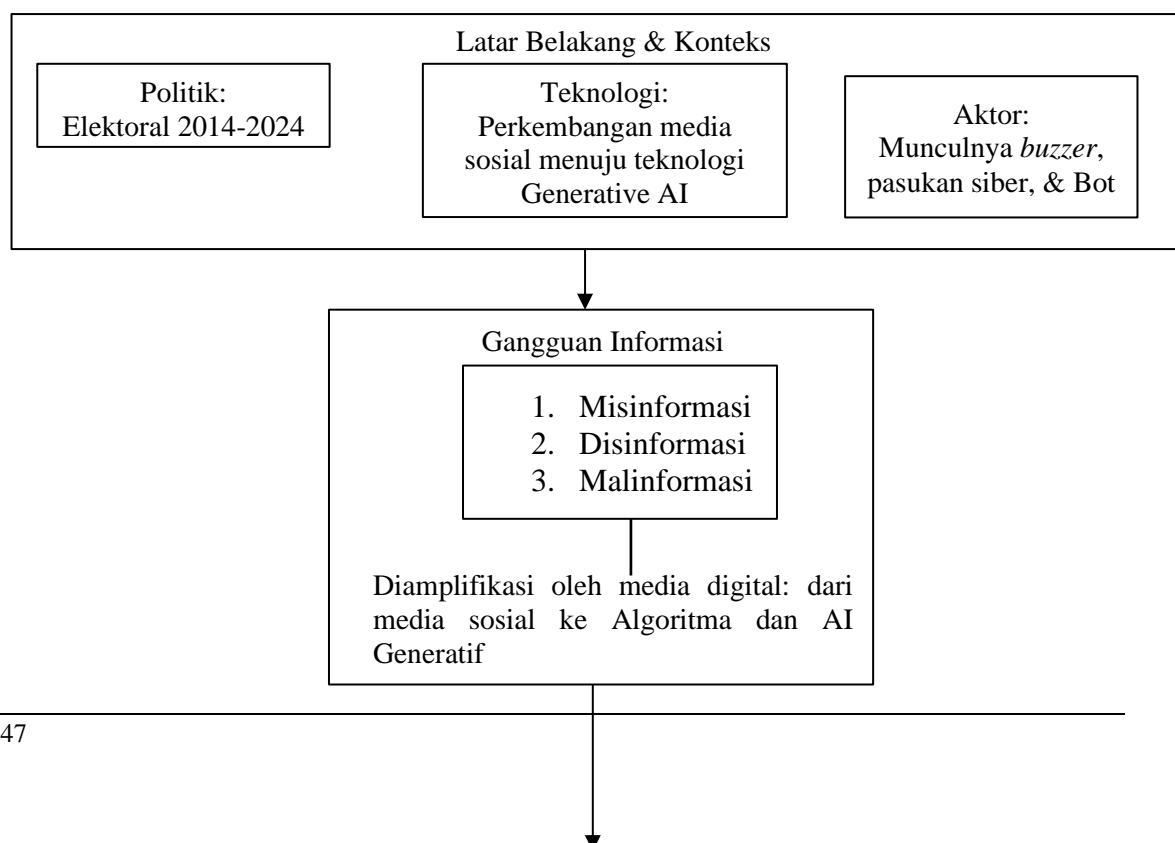 Latar Belakang & Konteks
Politik:
Elektoral 2014-2024
Teknologi:
Perkembangan media
sosial menuju teknologi
Generative AI
Aktor:
Munculnya buzzer,
pasukan siber, & Bot
Gangguan Informasi
1. Misinformasi
2. Disinformasi
3. Malinformasi
Diamplifikasi oleh media digital: dari
media sosial ke Algoritma dan AI
Generatif
47